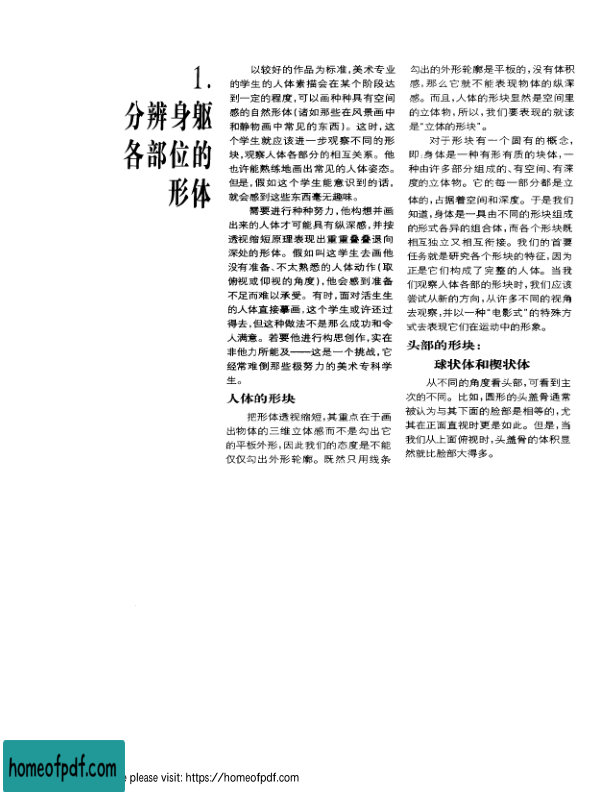 1.
分辨身躯
各部位的
形体
以较好的作品为标准,美术专业
的学生的人体素描会在某个阶段达
到一定的程度,可以画种种具有空间
感的自然形体(诸如那些在风景画中
和静物画中常见的东西)。这时,这
个学生就应该进一步观察不同的形
块,观察人体各部分的相互关系。他
也许能熟练地画出常见的人体姿态。
但是,假如这个学生能意识到的话,
就会感到这些东西毫无趣味。
需要进行种种努力,他构想并画
出来的人体才可能具有纵深感,并按
透视缩短原理表现出重重叠叠退向
深处的形体。假如叫这学生去画他
没有准备、不太熟悉的人体动作(取
俯视或仰视的角度),他会感到准备
不足而难以承受。有时,面对活生生
的人体直接摹画,这个学生或许还过
得去,但这种做法不是那么成功和令
人满意。若要他进行构思创作,实在
非他力所能及——这是一个挑战,它
经常难倒那些极努力的美术专科学
生。
人体的形块
把形体透视缩短,其重点在于画
出物体的三维立体感而不是勾出它
的平板外形,因此我们的态度是不能
仅仅勾出外形轮廓。既然只用线条
勾出的外形轮廓是平板的,没有体积
感,那么它就不能表现物体的纵深
感。而且,人体的形块显然是空间里
的立体物,所以,我们要表现的就该
是“立体的形块”。
对于形块有一个固有的概念,
即:身体是一种有形有质的块体,一
种由许多部分组成的、有空间、有深
度的立体物。它的每一部分都是立
体的,占据着空间和深度。于是我们
知道,身体是一具由不同的形块组成
的形式各异的组合体,而各个形块既
相互独立又相互衔接。我们的首要
任务就是研究各个形块的特征,因为
正是它们构成了完整的人体。当我
们观察人体各部的形块时,我们应该
尝试从新的方向,从许多不同的视角
去观察,并以一种“电影式”的特殊方
式去表现它们在运动中的形象。
头部的形块:
球状体和楔状体
从不同的角度看头部,可看到主
次的不同。比如,圆形的头盖骨通常
被认为与其下面的脸部是相等的,尤
其在正面直视时更是如此。但是,当
我们从上面俯视时,头盖骨的体积显
然就比脸部大得多。
homeofpdf.com
please visit: https://homeofpdf.com